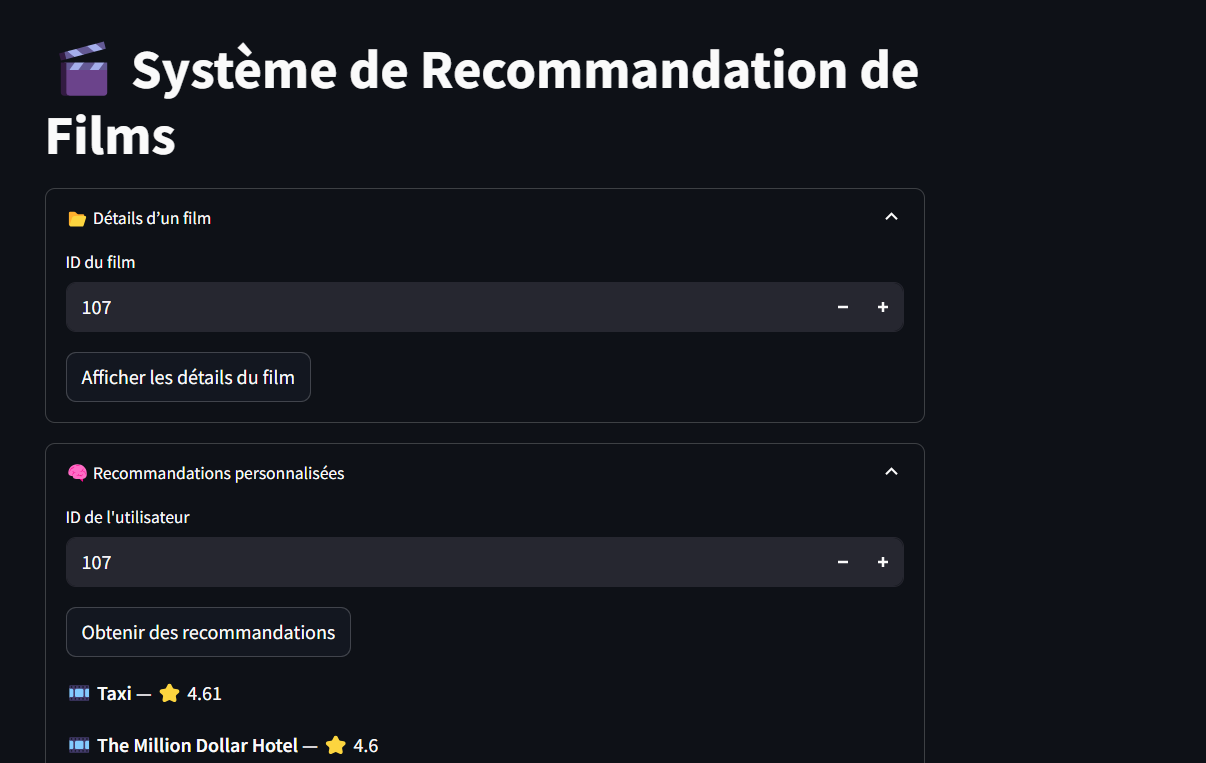 Système de Recommandation de
Films
Détails d’un film
ID du film
107
Afficher les détails du film
Recommandations personnalisées
ID de l'utilisateur
107
Obtenir des recommandations
Taxi — ⭐ 4.61
The Million Dollar Hotel — ⭐ 4.6